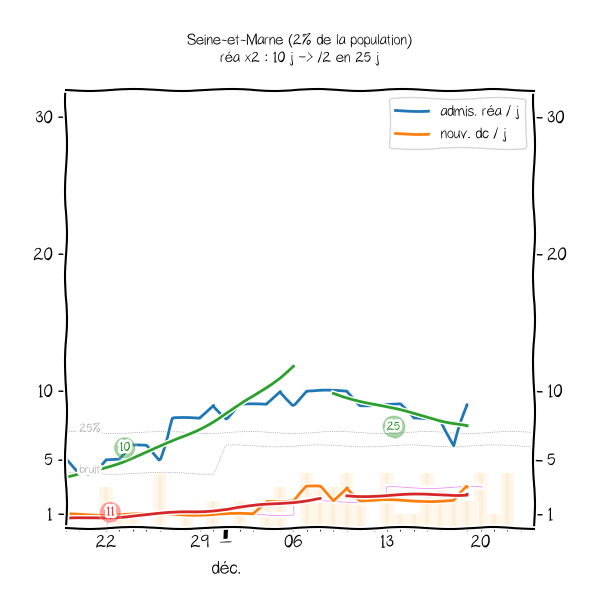 Seine-et-Marne (2% de la population)
réa x2 : 10 j -> /2 en 25 j
admis. réa / j
nouv. dc / j
30 30
20 20
10 10
25%
25
10
5 5
bruit
11
1 1
22 29 1 06 13 20
déc.